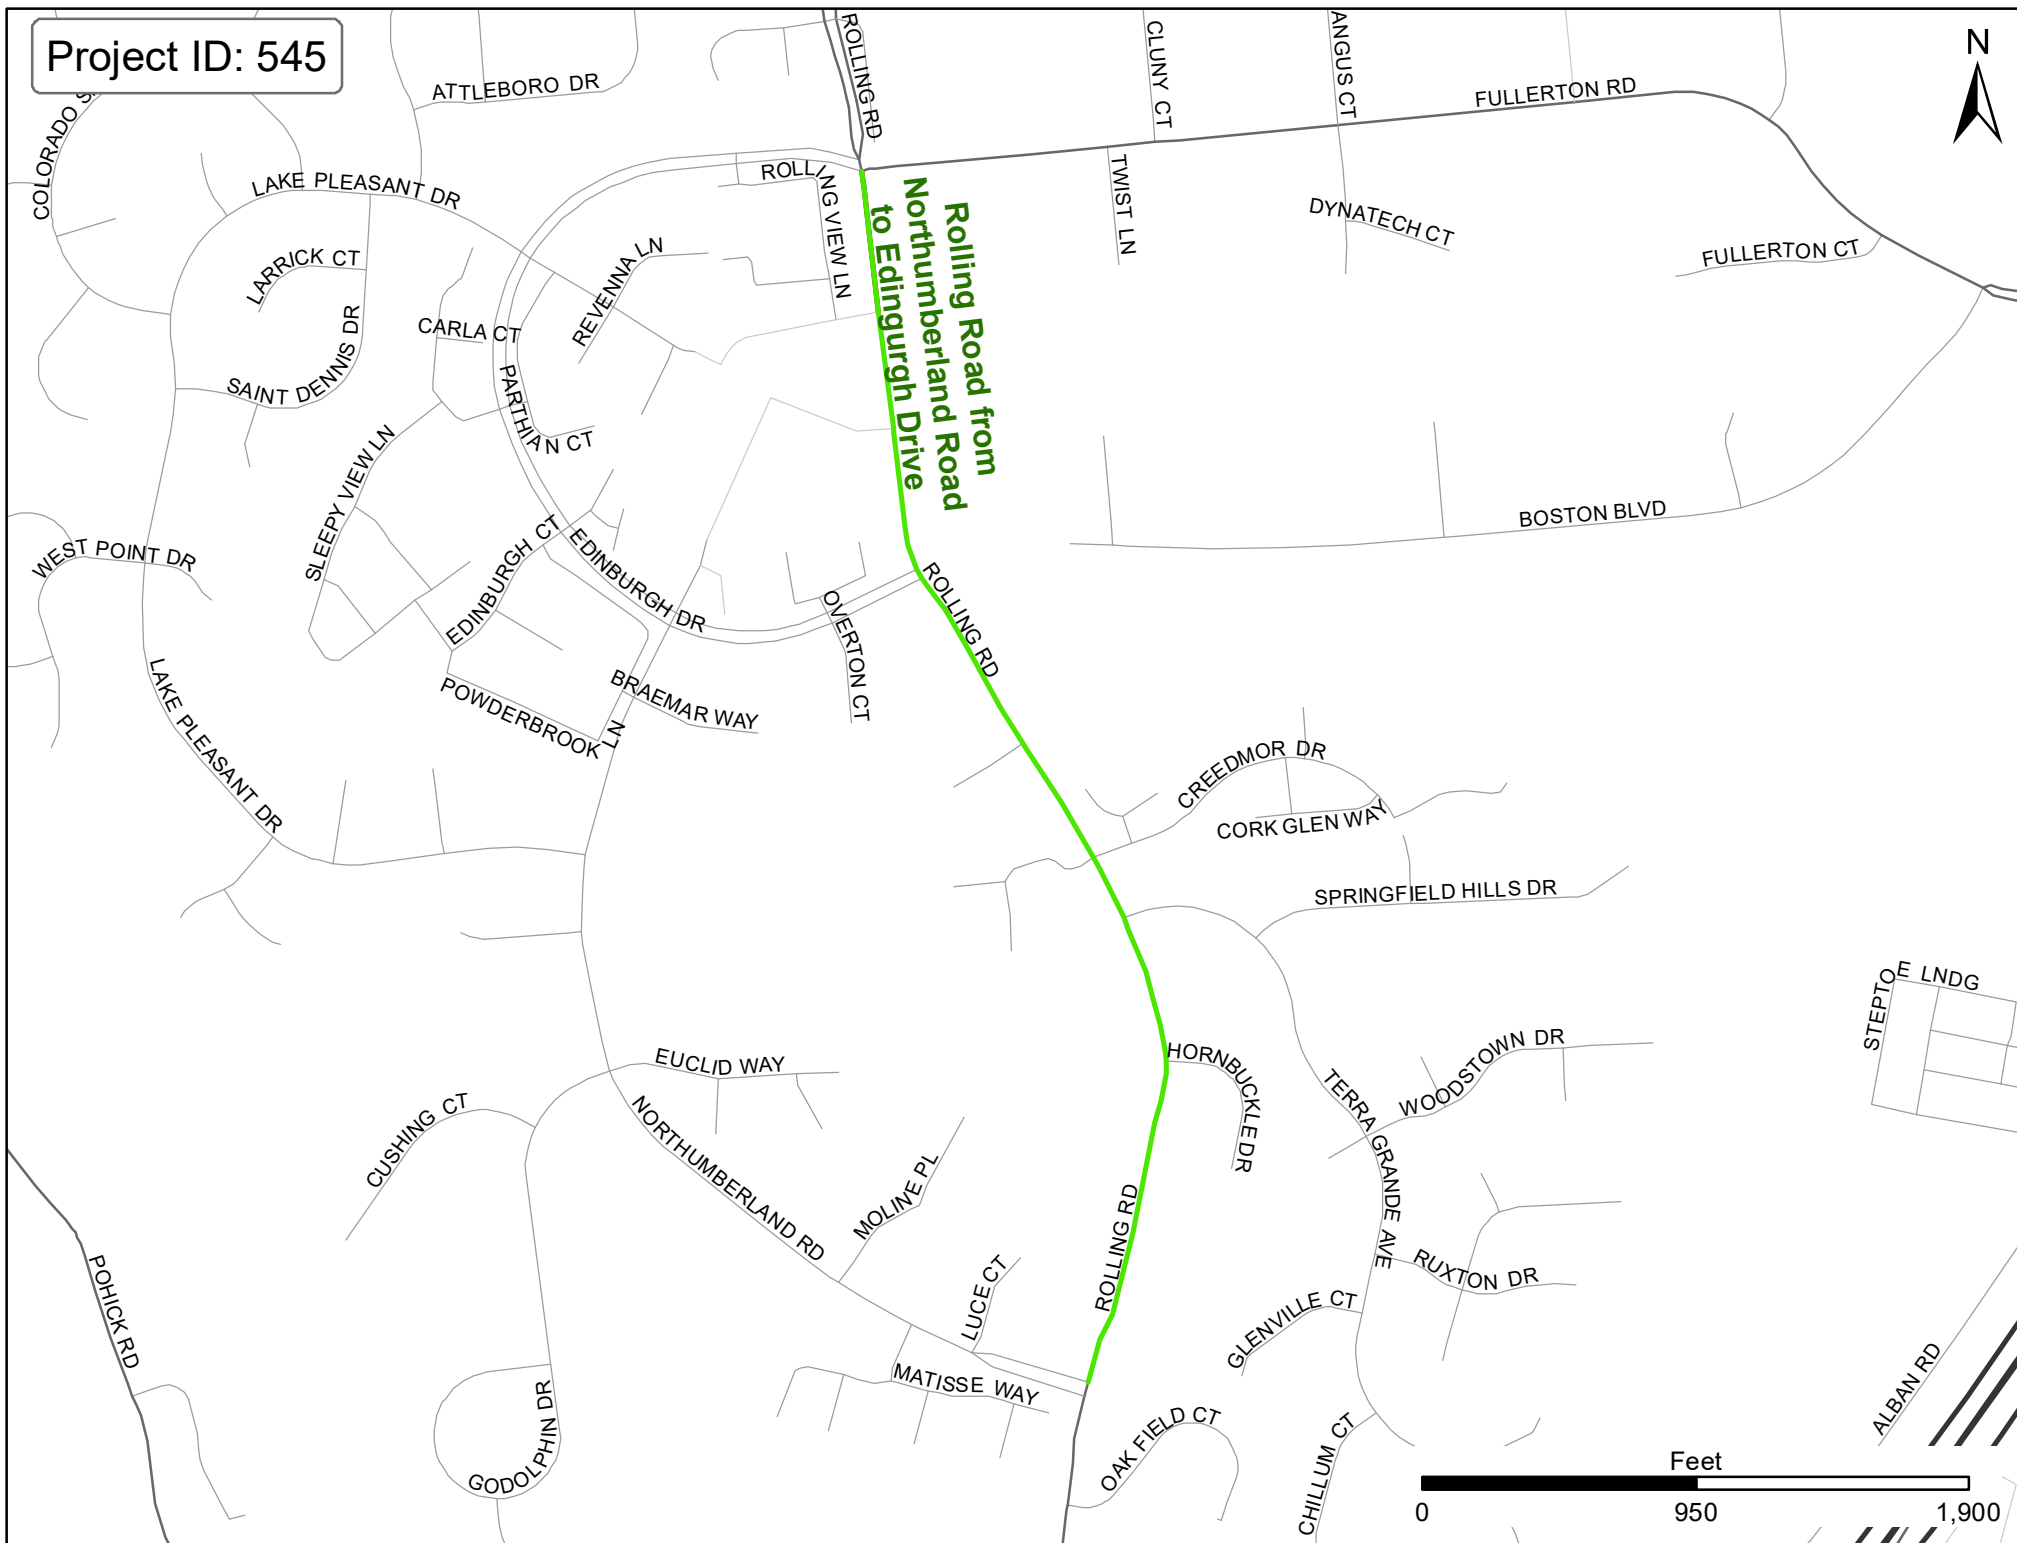 Project ID: 545
N
ROLLING RD
CLUNY CT
ANGUS CT
FULLERTON RD
ATTLEBORO DR
COLORADO
LAKE PLEASANT DR
ROLLING VIEW LN
TWIST LN
DYNATECH CT
FULLERTON CT
Rolling Road from
Northumberland Road
to Edingurgh Drive
LARRICK CT
REVENNA LN
CARLA CT
SAINT DENNIS DR
PARTHIAN CT
SLEEPY VIEW LN
BOSTON BLVD
WEST POINT DR
EDINBURGH CT
EDINBURGH DR
OVERTON CT
ROLLING RD
LAKE PLEASANT DR
POWDERBROOK LN
BRAEMAR WAY
CREEDMOR DR
CORK GLEN WAY
SPRINGFIELD HILLS DR
STEPTOE LNDG
EUCLID WAY
HORNBUCKLE DR
WOODSTOWN DR
TERRA GRANDE AVE
CUSHING CT
NORTHUMBERLAND RD
MOLINE PL
ROLLING RD
LUCE CT
RUXTON DR
GLENVILLE CT
POHICK RD
MATISSE WAY
GODOLPHIN DR
OAK FIELD CT
CHILLUM CT
ALBAN RD
Feet
0 950 1,900